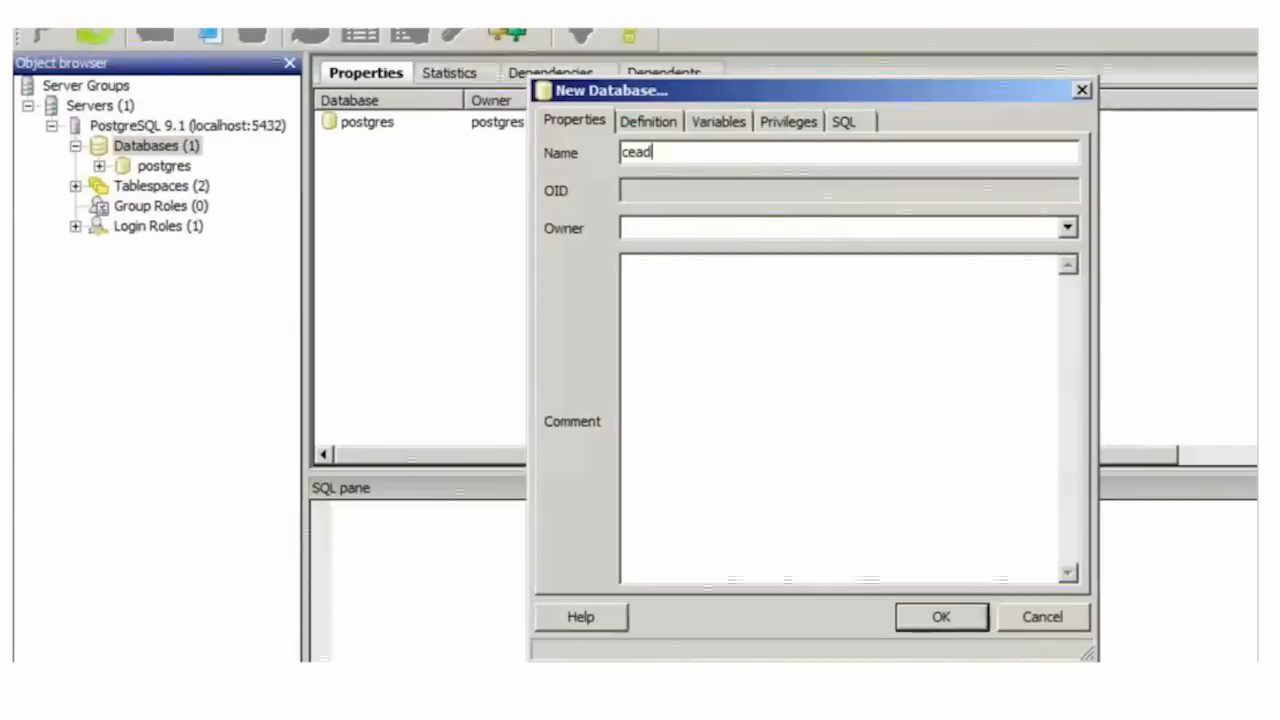 Object browser
Server Groups
Servers (1)
PostgreSQL 9.1 (localhost:5432)
Databases (1)
postgres
Tablespaces (2)
Group Roles (0)
Login Roles (1)
Properties Statistics Dependencies Dependents
Database Owner
postgres postgres
SQL pane
New Database...
Properties Definition Variables Privileges SQL
Name cead
OID
Owner
Comment
Help OK Cancel